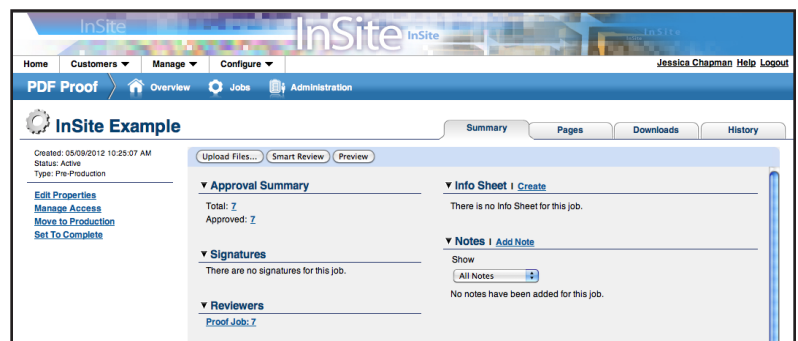 InSite
InSite
InSite
InSite
Home Customers ▼ Manage ▼ Configure ▼ Jessica Chapman Help Logout
PDF Proof Overview Jobs Administration
InSite Example
Summary Pages Downloads History
Created: 05/09/2012 10:25:07 AM
Status: Active
Type: Pre-Production
Edit Properties
Manage Access
Move to Production
Set To Complete
Upload Files... Smart Review Preview
▼ Approval Summary
Total: 7
Approved: 7
▼ Signatures
There are no signatures for this job.
▼ Reviewers
Proof Job: 7
▼ Info Sheet | Create
There is no Info Sheet for this job.
▼ Notes | Add Note
Show
All Notes
No notes have been added for this job.